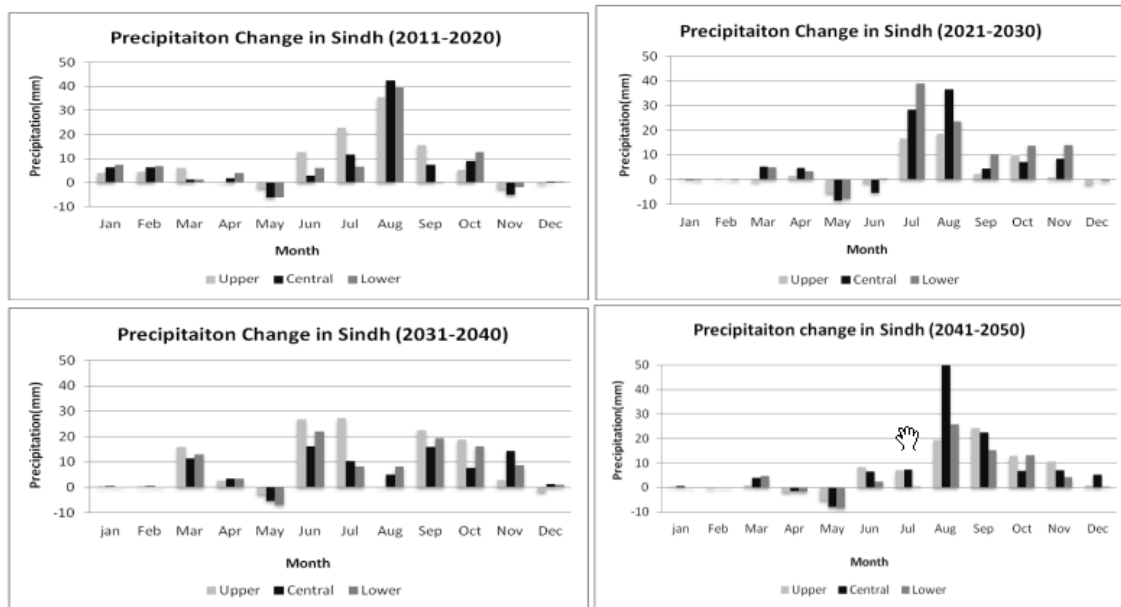 Precipitaiton Change in Sindh (2011-2020)
Precipitation(mm)
50
40
30
20
10
0
-10
Jan Feb Mar Apr May Jun Jul Aug Sep Oct Nov Dec
Month
Upper Central Lower
Precipitaiton Change in Sindh (2021-2030)
Precipitation(mm)
50
40
30
20
10
0
-10
Jan Feb Mar Apr May Jun Jul Aug Sep Oct Nov Dec
Month
Upper Central Lower
Precipitaiton Change in Sindh (2031-2040)
Precipitation(mm)
50
40
30
20
10
0
-10
jan Feb Mar Apr May Jun Jul Aug Sep Oct Nov Dec
Month
Upper Central Lower
Precipitaiton change in Sindh (2041-2050)
Precipitation(mm)
50
40
30
20
10
0
-10
jan Feb Mar Apr May Jun Jul Aug Sep Oct Nov Dec
Month
Upper Central Lower